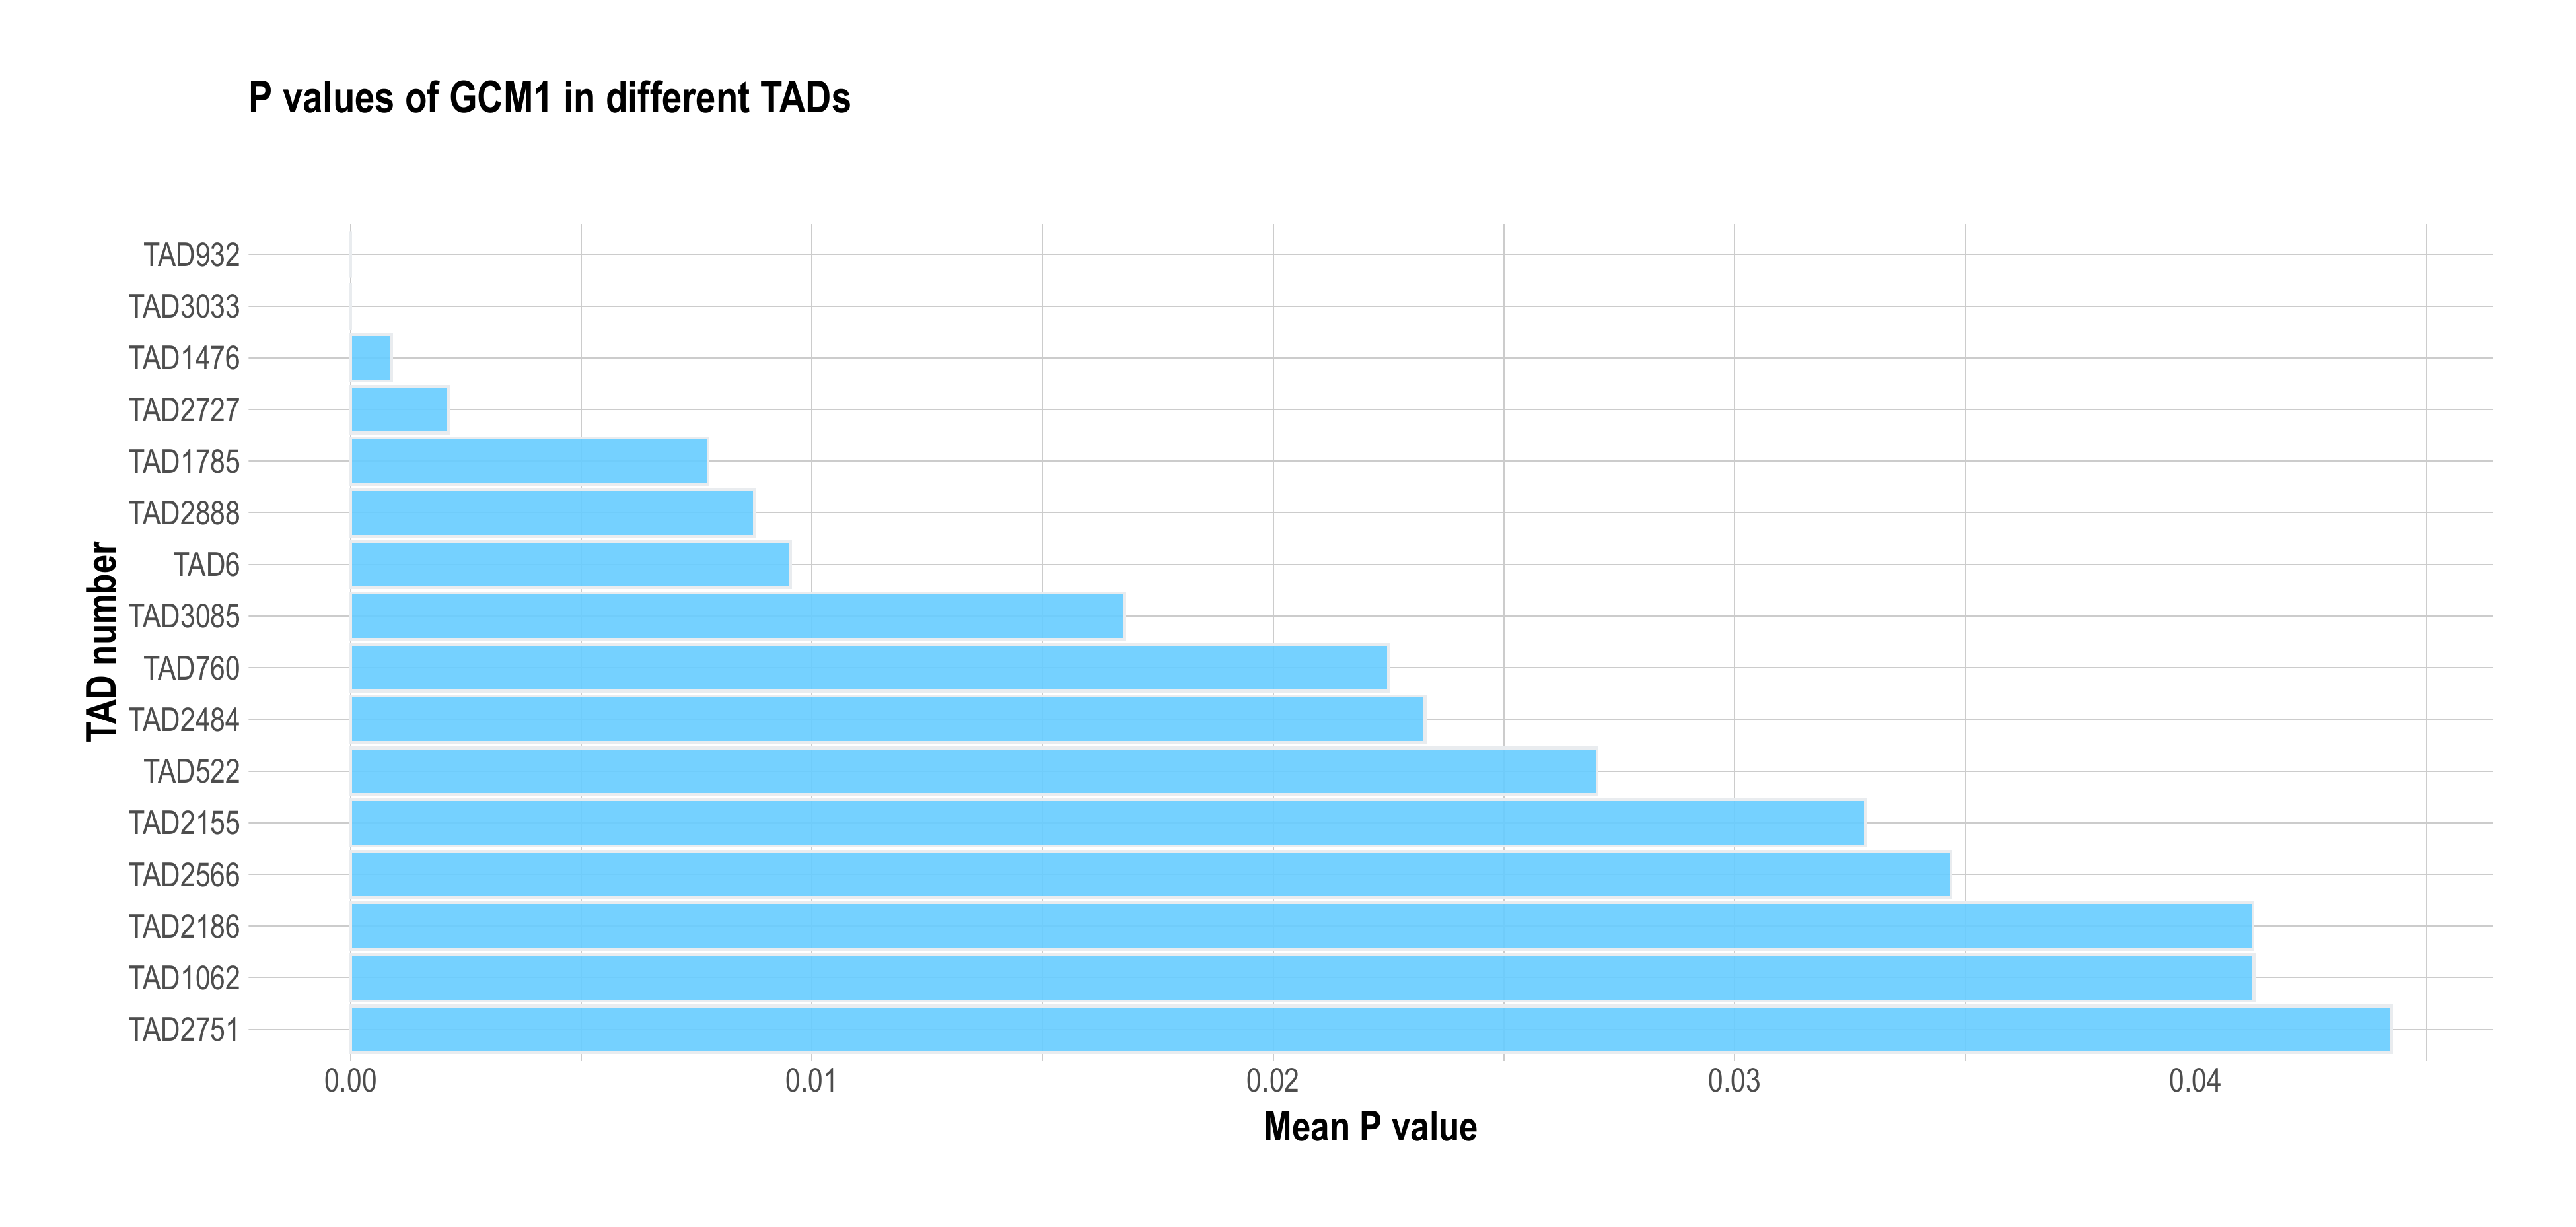 P values of GCM1 in different TADs
TAD number
TAD932
TAD3033
TAD1476
TAD2727
TAD1785
TAD2888
TAD6
TAD3085
TAD760
TAD2484
TAD522
TAD2155
TAD2566
TAD2186
TAD1062
TAD2751
0.00 0.01 0.02 0.03 0.04
Mean P value